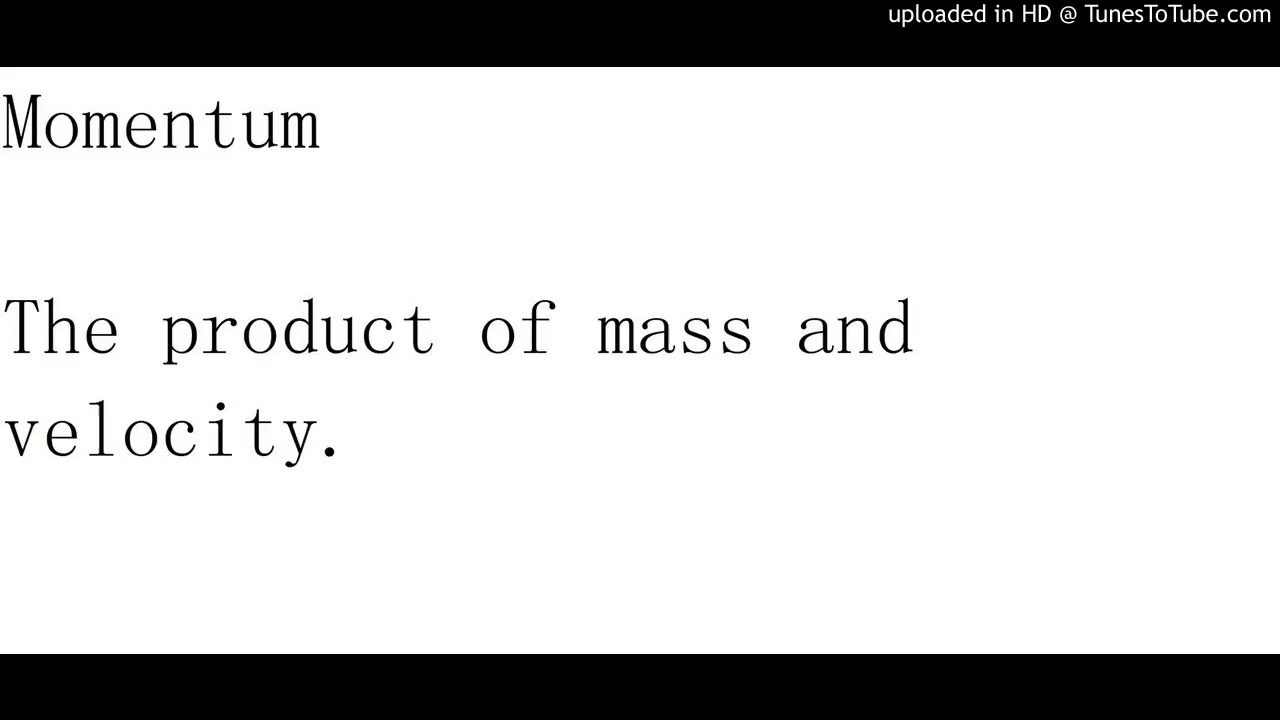 uploaded in HD @ TunesToTube.com
Momentum
The product of mass and
velocity.